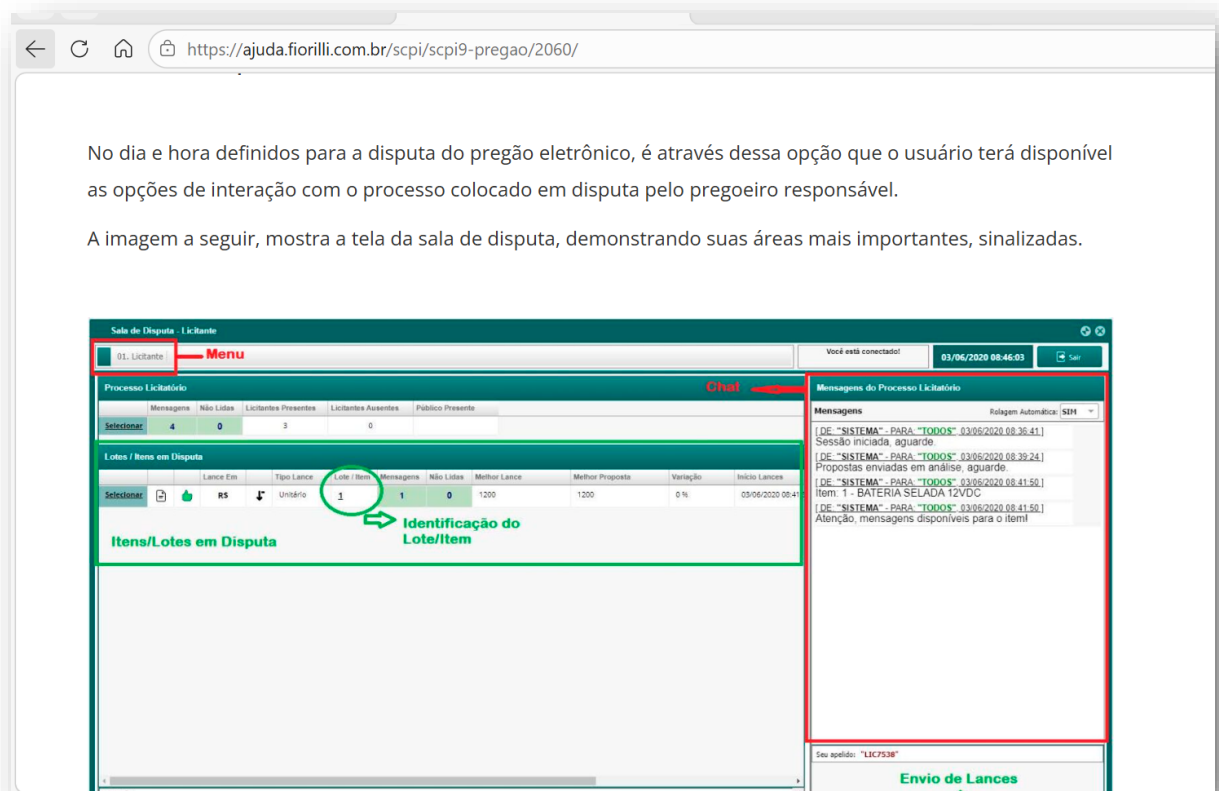 https://ajuda.fiorilli.com.br/scpi/scpi9-pregao/2060/
No dia e hora definidos para a disputa do pregão eletrônico, é através dessa opção que o usuário terá disponível
as opções de interação com o processo colocado em disputa pelo pregoeiro responsável.
A imagem a seguir, mostra a tela da sala de disputa, demonstrando suas áreas mais importantes, sinalizadas.
Sala de Disputa - Licitante
01. Licitante
Menu
Você está conectado!
03/06/2020 08:46:03
Sair
Processo Licitatório
Chat
Mensagens Não Lidas Licitantes Presentes Licitantes Ausentes Público Presente
Selecionar 4 0 3 0
Lotes / Itens em Disputa
Lance Em Tipo Lance Lote / Item Mensagens Não Lidas Melhor Lance Melhor Proposta Variação Início Lances
Selecionar R$ Unitário 1 1 0 1200 1200 0 % 03/06/2020 08:41
Identificação do
Lote/Item
Itens/Lotes em Disputa
Mensagens do Processo Licitatório
Mensagens Rolagem Automática: SIM
[ DE: "SISTEMA" - PARA: "TODOS", 03/06/2020 08:36:41 ]
Sessão iniciada, aguarde.
[ DE: "SISTEMA" - PARA: "TODOS", 03/06/2020 08:39:24 ]
Propostas enviadas em análise, aguarde.
[ DE: "SISTEMA" - PARA: "TODOS", 03/06/2020 08:41:50 ]
Item: 1 - BATERIA SELADA 12VDC
[ DE: "SISTEMA" - PARA: "TODOS", 03/06/2020 08:41:50 ]
Atenção, mensagens disponíveis para o item!
Seu apelido: "LIC7538"
Envio de Lances